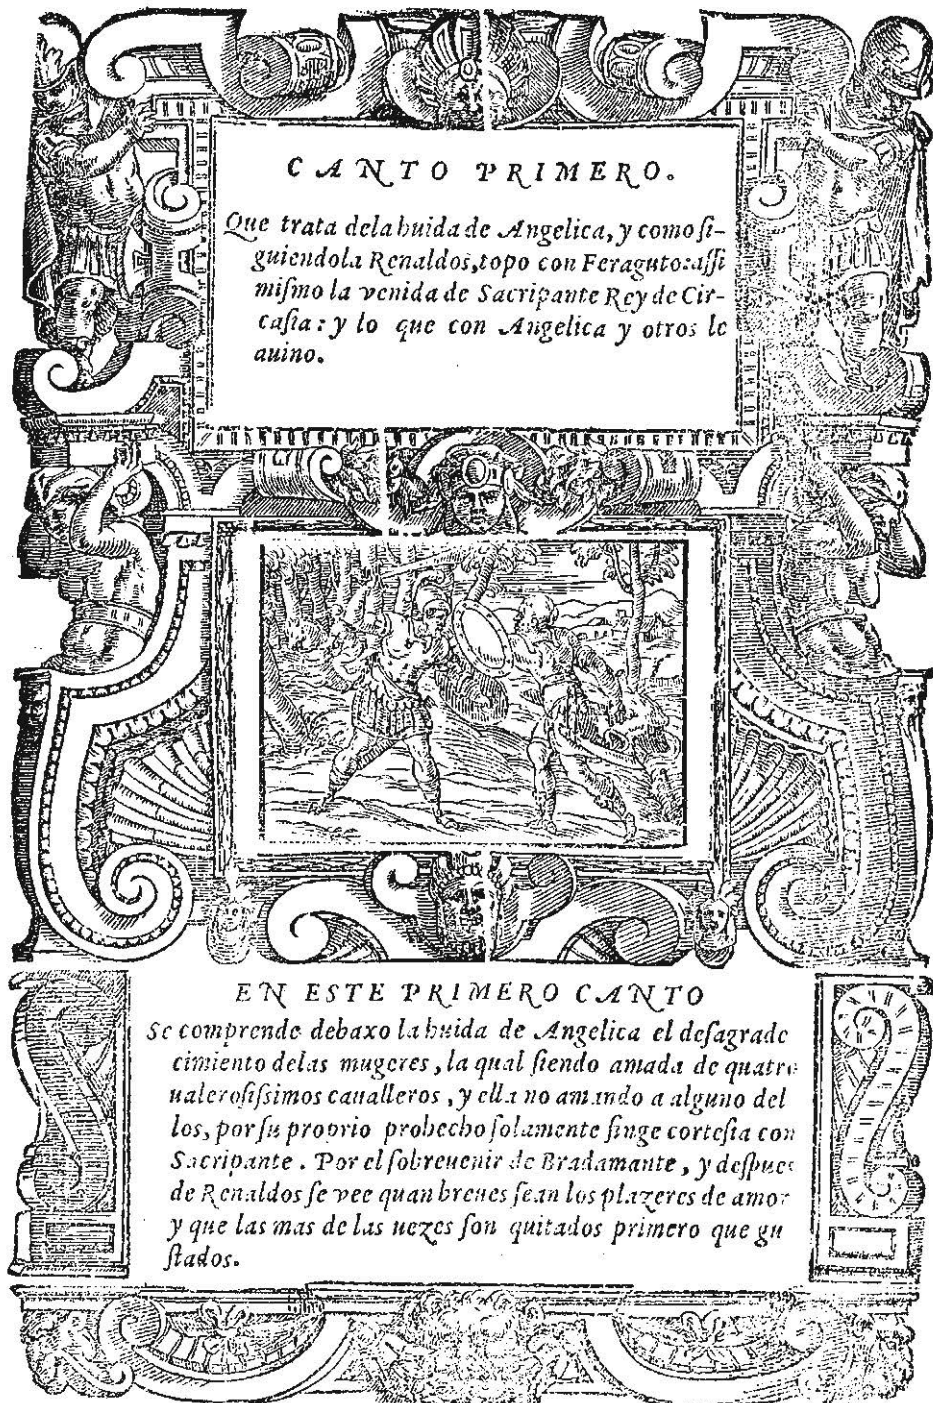 CANTO PRIMERO.
Que trata dela huida de Angelica, y como ſi-
guiendola Renaldos, topo con Feraguto: aſſi
miſmo la venida de Sacripante Rey de Cir-
caſia: y lo que con Angelica y otros le
auino.
EN ESTE PRIMERO CANTO
Se comprende debaxo la huida de Angelica el deſagrade
cimiento delas mugeres, la qual ſiendo amada de quatro
ualeroſiſsimos caualleros, y ella no amando a alguno del
los, por ſu proprio probecho ſolamente finge corteſia con
Sacripante. Por el ſobreuenir de Bradamante, y deſpues
de Renaldos ſe vee quan breues ſean los plazeres de amor
y que las mas de las uezes ſon quitados primero que gu
ſtados.